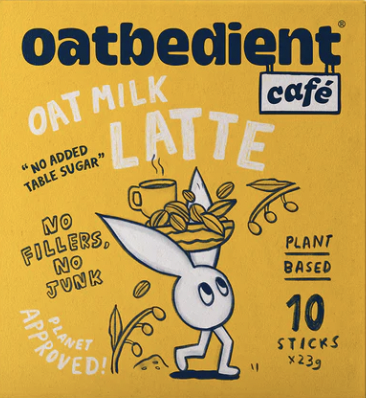 oatbedient®
café
OAT MILK
LATTE
"NO ADDED
TABLE SUGAR"
NO
FILLERS,
NO
JUNK
PLANT
BASED
10
STICKS
x23g
PLANET
APPROVED!